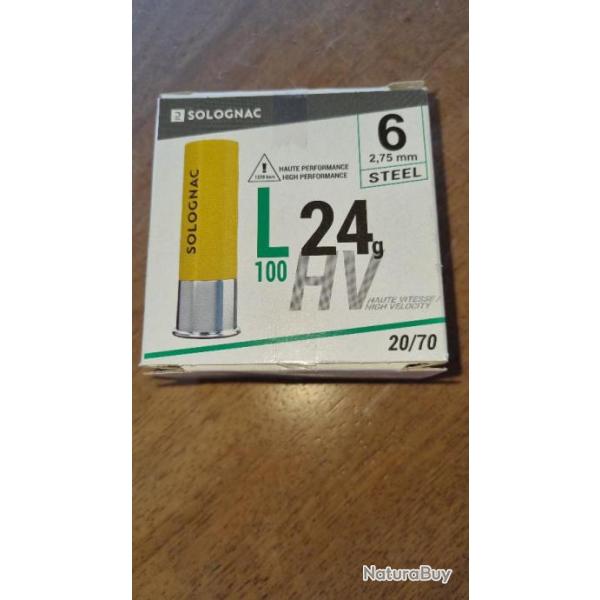 SOLOGNAC
SOLOGNAC
HAUTE PERFORMANCE
HIGH PERFORMANCE
6
2,75 mm
STEEL
L
100
24g
HV
HAUTE VITESSE /
HIGH VELOCITY
20/70
NaturaBuy